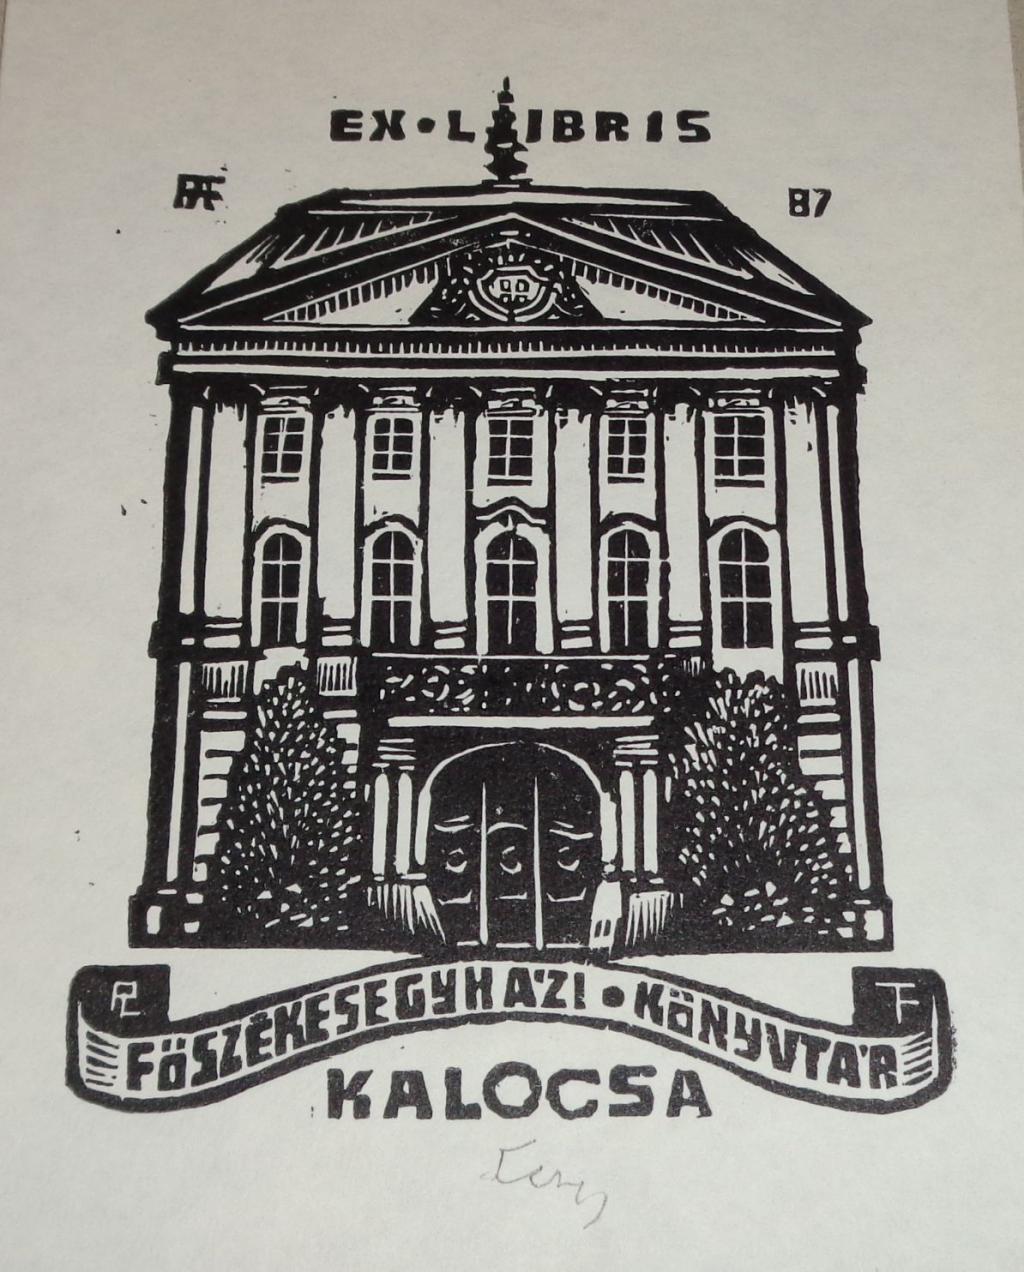 EX•LIBRIS
87
FŐSZÉKESEGYHÁZI•KÖNYVTÁR
KALOCSA